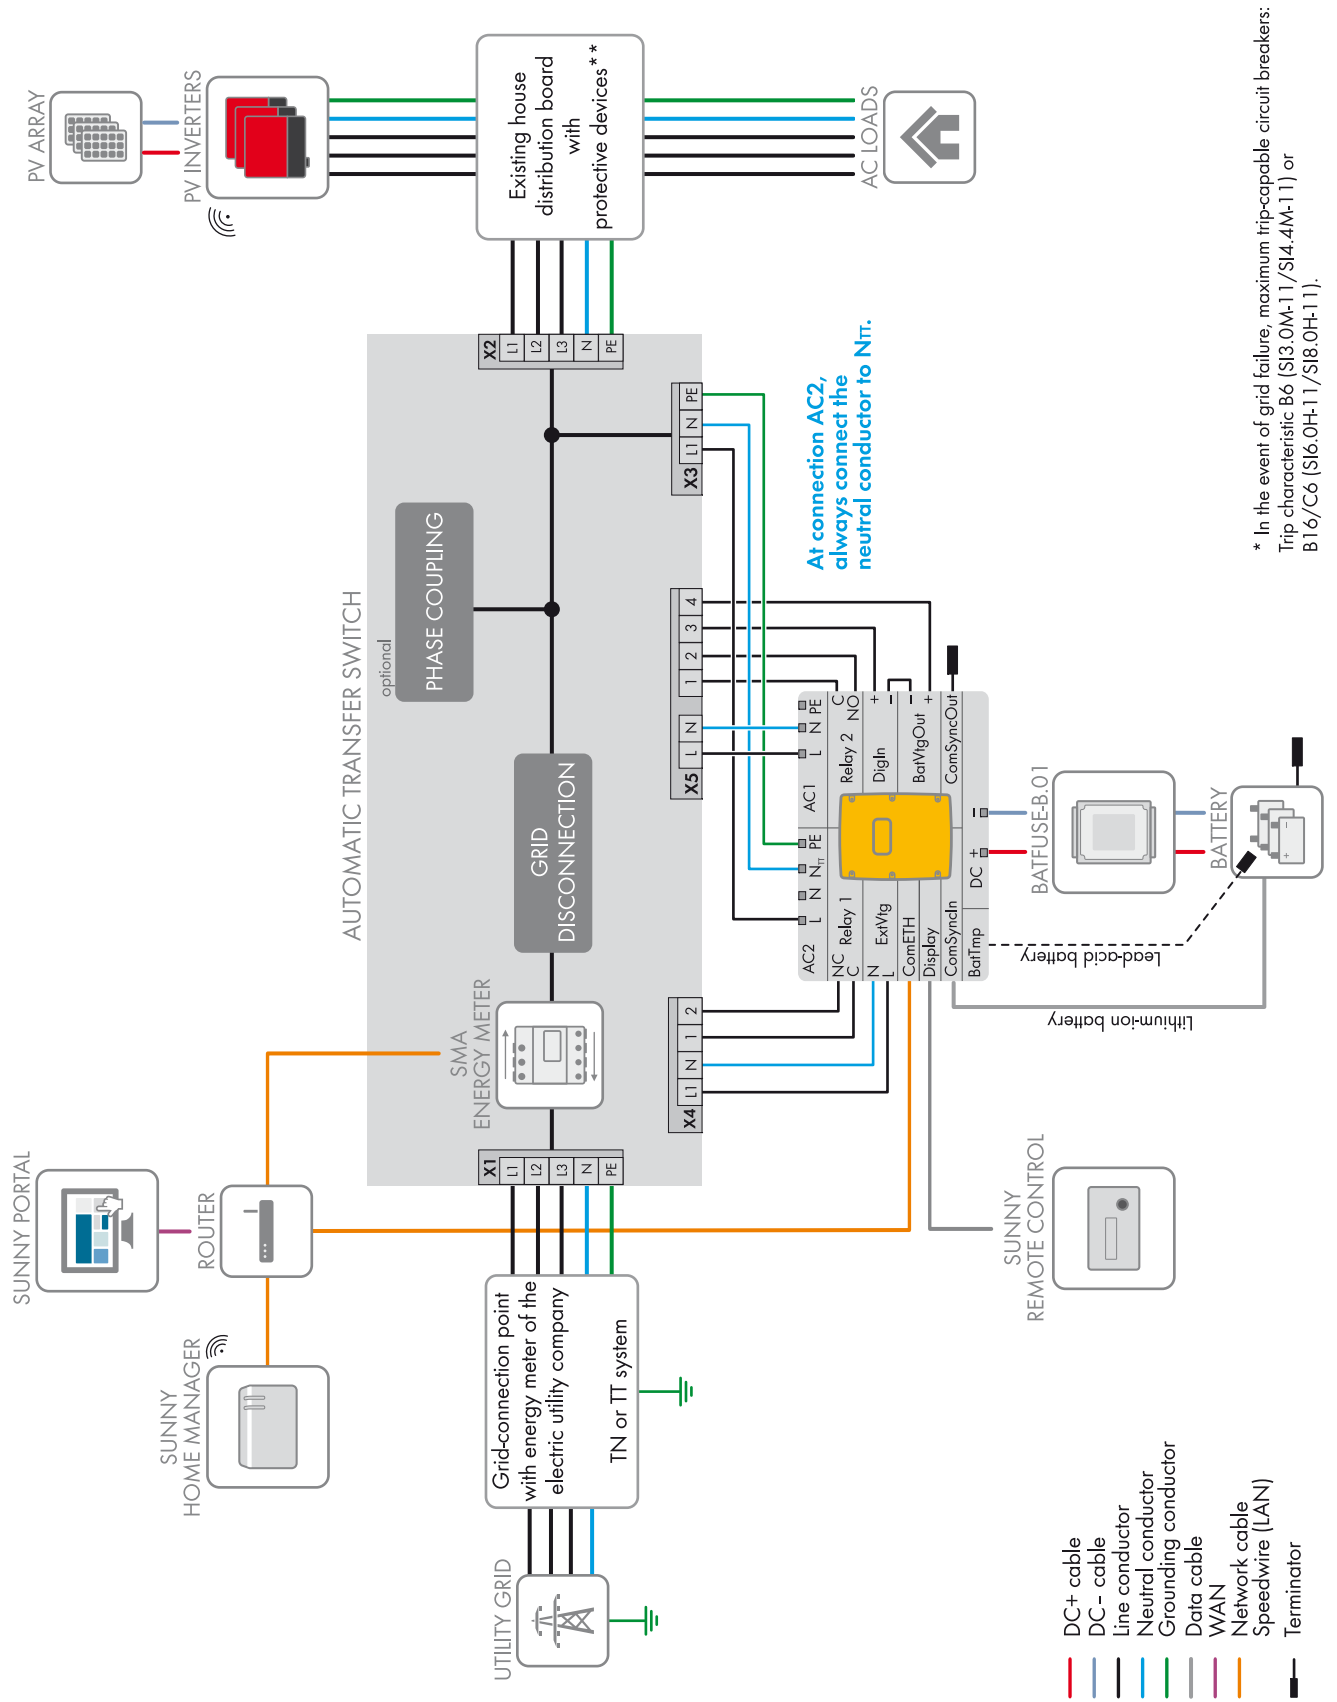 SUNNY PORTAL
ROUTER
SUNNY
HOME MANAGER
UTILITY GRID
Grid-connection point
with energy meter of the
electric utility company
TN or TT system
AUTOMATIC TRANSFER SWITCH
X1
L1
L2
L3
N
PE
SMA
ENERGY METER
GRID
DISCONNECTION
optional
PHASE COUPLING
X2
L1
L2
L3
N
PE
PV ARRAY
PV INVERTERS
Existing house
distribution board
with
protective devices**
AC LOADS
X4
L1
N
1
2
X5
L
N
1
2
3
4
X3
L1
N
PE
At connection AC2,
always connect the
neutral conductor to NTT.
AC2
L
N
NTT
PE
AC1
L
N
PE
NC
C
Relay 1
Relay 2
C
NO
N
L
ExtVtg
DigIn
+
–
ComETH
BatVtgOut
–
+
Display
ComSyncIn
ComSyncOut
BatTmp
DC
+
–
Lead-acid battery
Lithium-ion battery
SUNNY
REMOTE CONTROL
BATFUSE-B.01
BATTERY
+
–
DC+ cable
DC– cable
Line conductor
Neutral conductor
Grounding conductor
Data cable
WAN
Network cable
Speedwire (LAN)
Terminator
* In the event of grid failure, maximum trip-capable circuit breakers:
Trip characteristic B6 (SI3.0M-11/SI4.4M-11) or
B16/C6 (SI6.0H-11/SI8.0H-11).